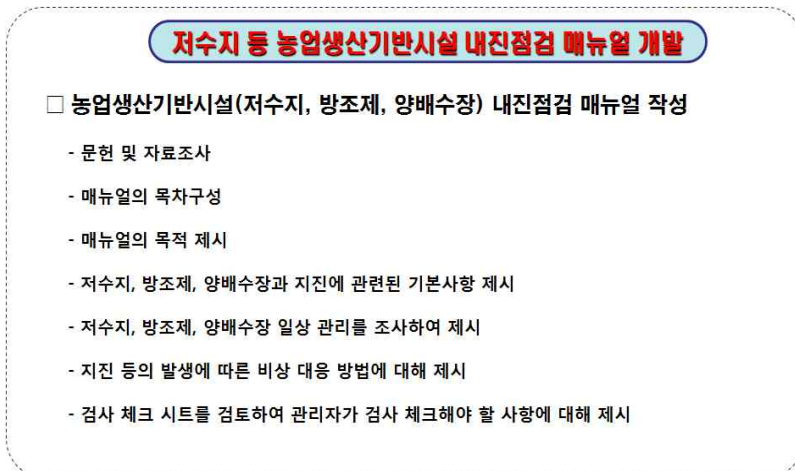 저수지 등 농업생산기반시설 내진점검 매뉴얼 개발
□ 농업생산기반시설(저수지, 방조제, 양배수장) 내진점검 매뉴얼 작성
- 문헌 및 자료조사
- 매뉴얼의 목차구성
- 매뉴얼의 목적 제시
- 저수지, 방조제, 양배수장과 지진에 관련된 기본사항 제시
- 저수지, 방조제, 양배수장 일상 관리를 조사하여 제시
- 지진 등의 발생에 따른 비상 대응 방법에 대해 제시
- 검사 체크 시트를 검토하여 관리자가 검사 체크해야 할 사항에 대해 제시